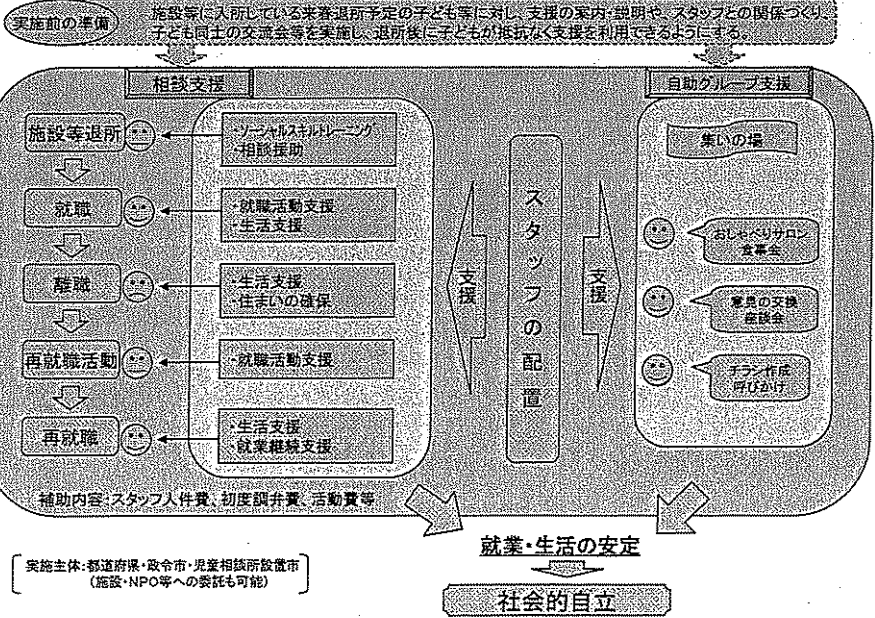 実施前の準備
施設等に入所している来春退所予定の子ども等に対し、支援の案内・説明や、スタッフとの関係づくり、
子ども同士の交流会等を実施し、退所後に子どもが抵抗なく支援を利用できるようにする。
相談支援
施設等退所
・ソーシャルスキルトレーニング
・相談援助
就職
・就職活動支援
・生活支援
離職
・生活支援
・住まいの確保
再就職活動
・就職活動支援
再就職
・生活支援
・就業継続支援
支援
スタッフの配置
支援
自助グループ支援
集いの場
おしゃべりサロン
食事会
意見の交換
座談会
チラシ作成
呼びかけ
補助内容:スタッフ人件費、初度調弁費、活動費等
就業・生活の安定
社会的自立
実施主体:都道府県・政令市・児童相談所設置市
(施設・NPO等への委託も可能)